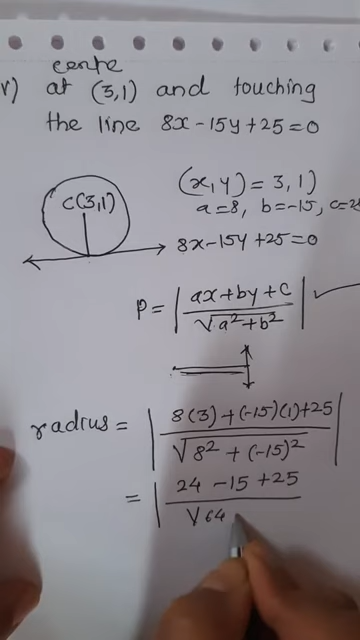 centre
v) at (3,1) and touching
the line 8x-15y+25=0
C(3,1)
(x,y) = 3,1)
a=8, b=-15, c=25
8x-15y+25=0
P = | ax+by+c / √a²+b² |
radius = | 8(3)+(-15)(1)+25 / √8²+(-15)² |
= | 24-15+25 / √64